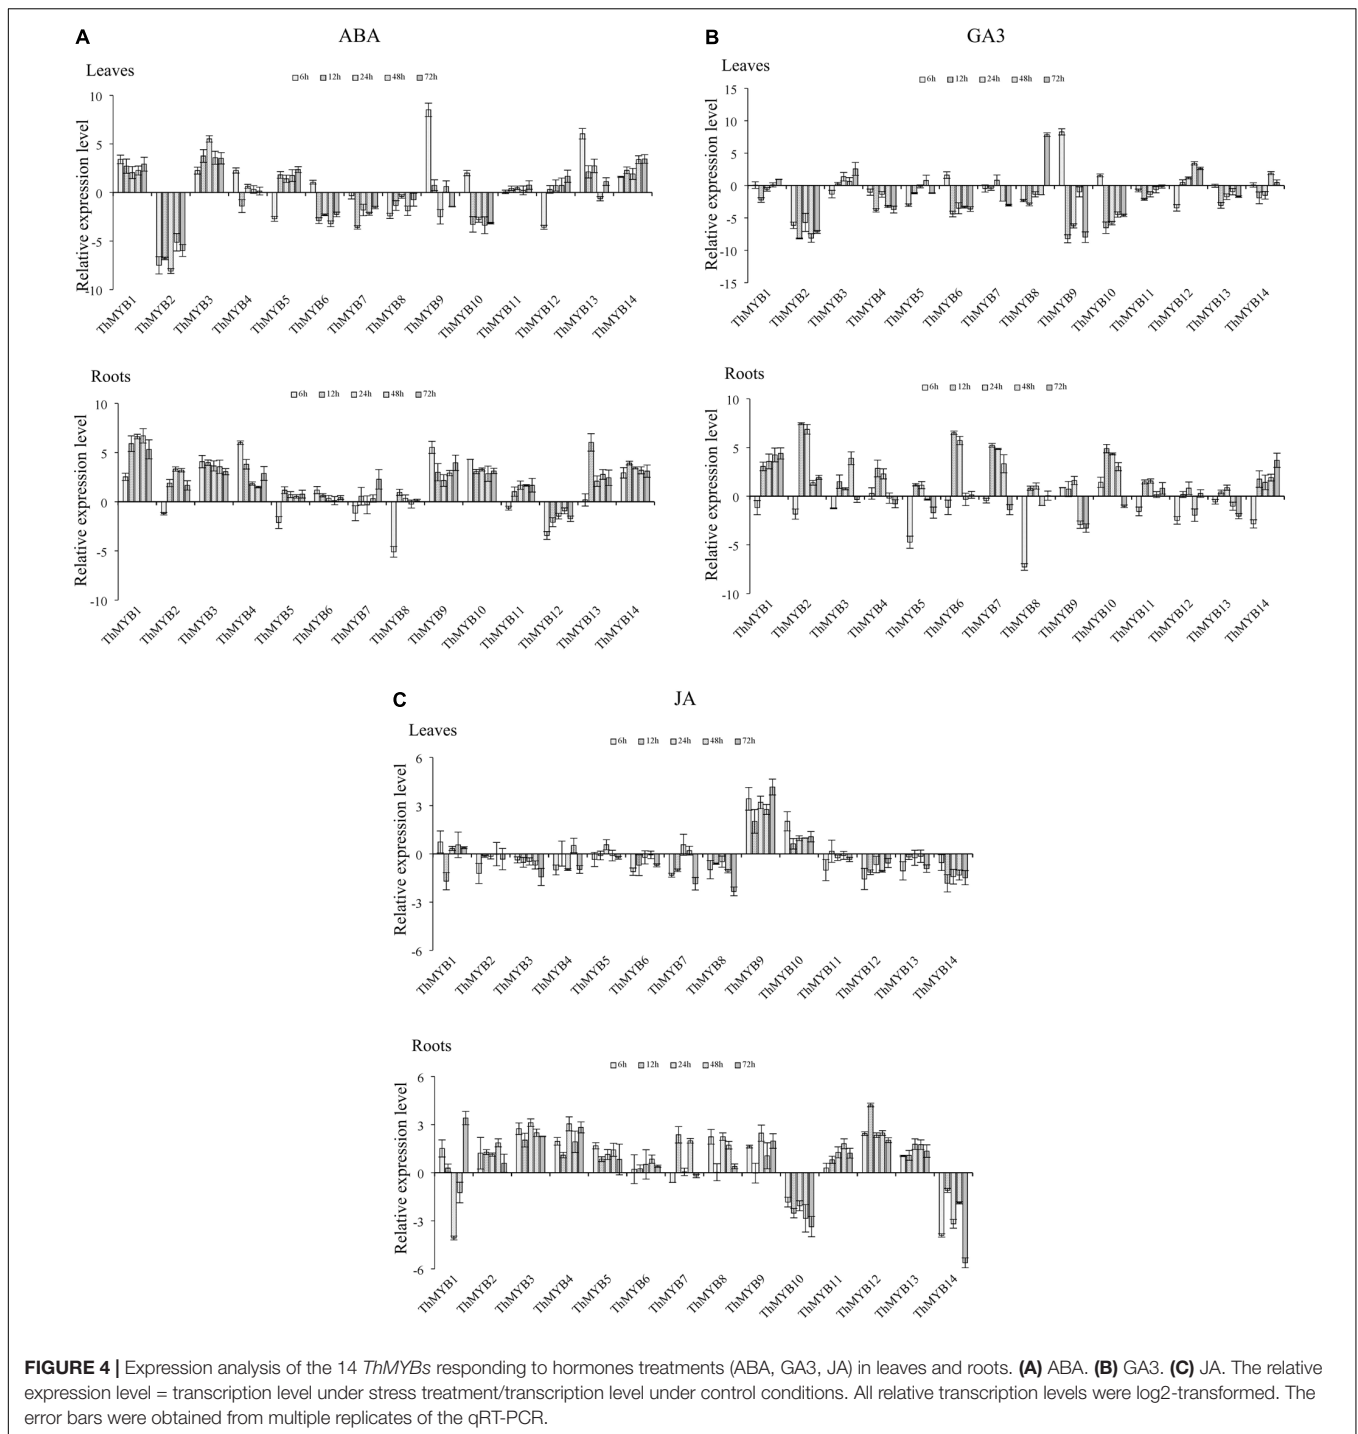 A
ABA
Leaves
6h 12h 24h 48h 72h
Relative expression level
10
5
0
-5
-10
ThMYB1 ThMYB2 ThMYB3 ThMYB4 ThMYB5 ThMYB6 ThMYB7 ThMYB8 ThMYB9 ThMYB10 ThMYB11 ThMYB12 ThMYB13 ThMYB14
Roots
6h 12h 24h 48h 72h
Relative expression level
10
5
0
-5
-10
ThMYB1 ThMYB2 ThMYB3 ThMYB4 ThMYB5 ThMYB6 ThMYB7 ThMYB8 ThMYB9 ThMYB10 ThMYB11 ThMYB12 ThMYB13 ThMYB14
B
GA3
Leaves
6h 12h 24h 48h 72h
Relative expression level
15
10
5
0
-5
-10
-15
ThMYB1 ThMYB2 ThMYB3 ThMYB4 ThMYB5 ThMYB6 ThMYB7 ThMYB8 ThMYB9 ThMYB10 ThMYB11 ThMYB12 ThMYB13 ThMYB14
Roots
6h 12h 24h 48h 72h
Relative expression level
10
5
0
-5
-10
ThMYB1 ThMYB2 ThMYB3 ThMYB4 ThMYB5 ThMYB6 ThMYB7 ThMYB8 ThMYB9 ThMYB10 ThMYB11 ThMYB12 ThMYB13 ThMYB14
C
JA
Leaves
6h 12h 24h 48h 72h
Relative expression level
6
3
0
-3
-6
ThMYB1 ThMYB2 ThMYB3 ThMYB4 ThMYB5 ThMYB6 ThMYB7 ThMYB8 ThMYB9 ThMYB10 ThMYB11 ThMYB12 ThMYB13 ThMYB14
Roots
6h 12h 24h 48h 72h
Relative expression level
6
3
0
-3
-6
ThMYB1 ThMYB2 ThMYB3 ThMYB4 ThMYB5 ThMYB6 ThMYB7 ThMYB8 ThMYB9 ThMYB10 ThMYB11 ThMYB12 ThMYB13 ThMYB14
FIGURE 4 | Expression analysis of the 14 ThMYBs responding to hormones treatments (ABA, GA3, JA) in leaves and roots. (A) ABA. (B) GA3. (C) JA. The relative
expression level = transcription level under stress treatment/transcription level under control conditions. All relative transcription levels were log2-transformed. The
error bars were obtained from multiple replicates of the qRT-PCR.